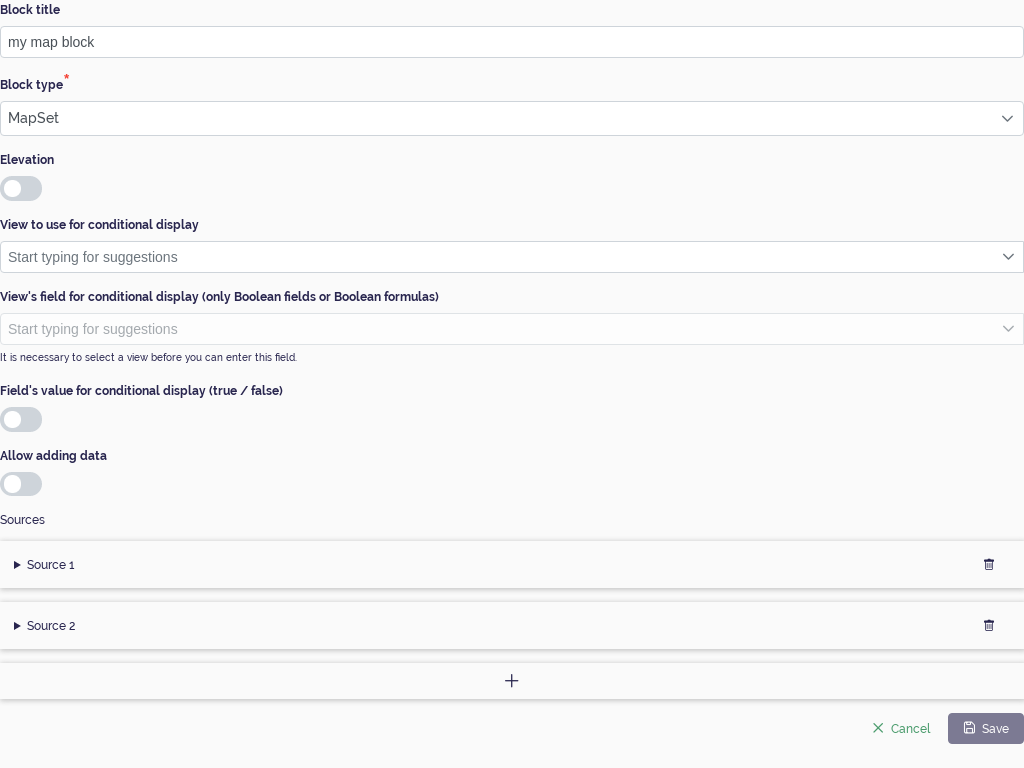 Block title
my map block
Block type*
MapSet
Elevation
View to use for conditional display
Start typing for suggestions
View's field for conditional display (only Boolean fields or Boolean formulas)
Start typing for suggestions
It is necessary to select a view before you can enter this field.
Field's value for conditional display (true / false)
Allow adding data
Sources
Source 1
Source 2
Cancel Save